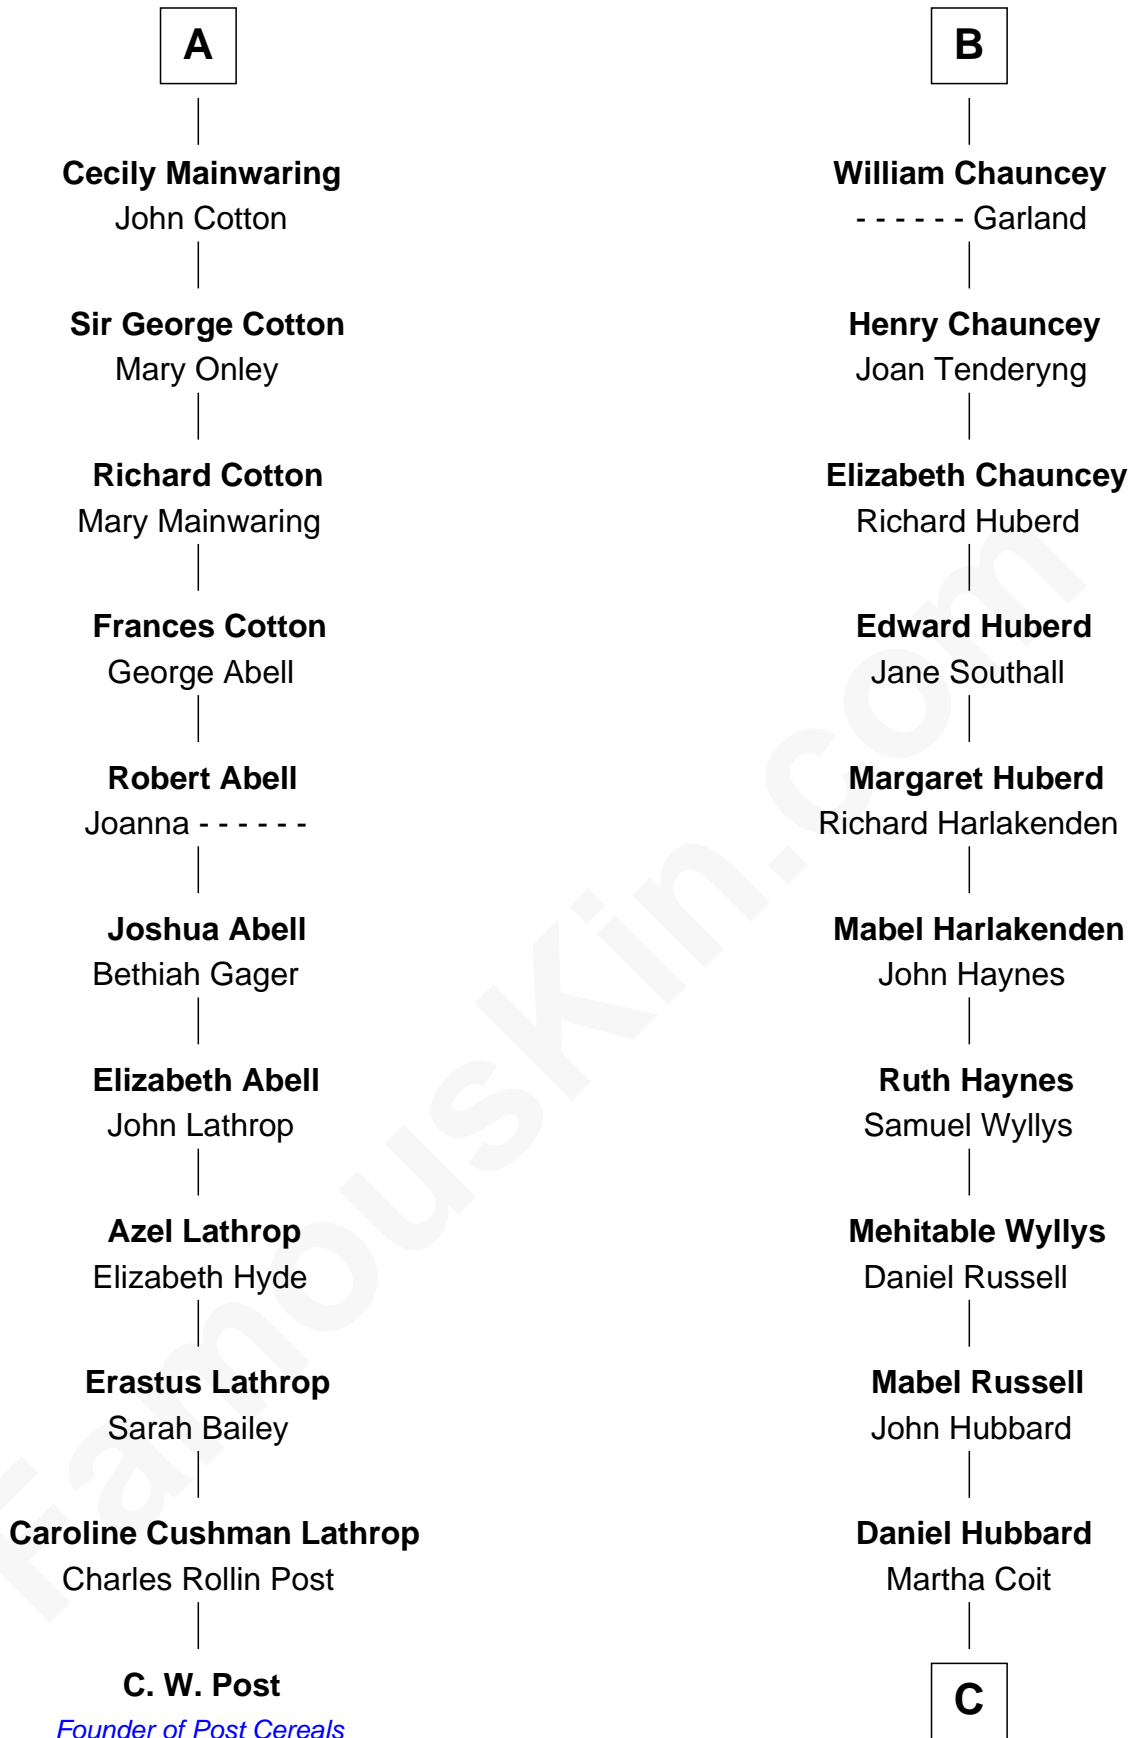 A
Cecily Mainwaring
John Cotton
Sir George Cotton
Mary Onley
Richard Cotton
Mary Mainwaring
Frances Cotton
George Abell
Robert Abell
Joanna - - - - - -
Joshua Abell
Bethiah Gager
Elizabeth Abell
John Lathrop
Azel Lathrop
Elizabeth Hyde
Erastus Lathrop
Sarah Bailey
Caroline Cushman Lathrop
Charles Rollin Post
C. W. Post
Founder of Post Cereals
B
William Chauncey
- - - - - - Garland
Henry Chauncey
Joan Tenderyng
Elizabeth Chauncey
Richard Huberd
Edward Huberd
Jane Southall
Margaret Huberd
Richard Harlakenden
Mabel Harlakenden
John Haynes
Ruth Haynes
Samuel Wyllys
Mehitable Wyllys
Daniel Russell
Mabel Russell
John Hubbard
Daniel Hubbard
Martha Coit
C
FamousKin.com